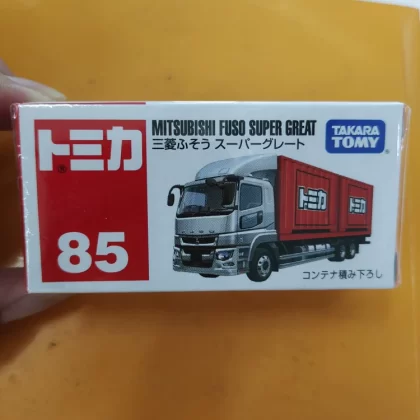 トミカ
85
MITSUBISHI FUSO SUPER GREAT
三菱ふそう スーパーグレート
TAKARA
TOMY
トミカ
トミカ
コンテナ積み下ろし